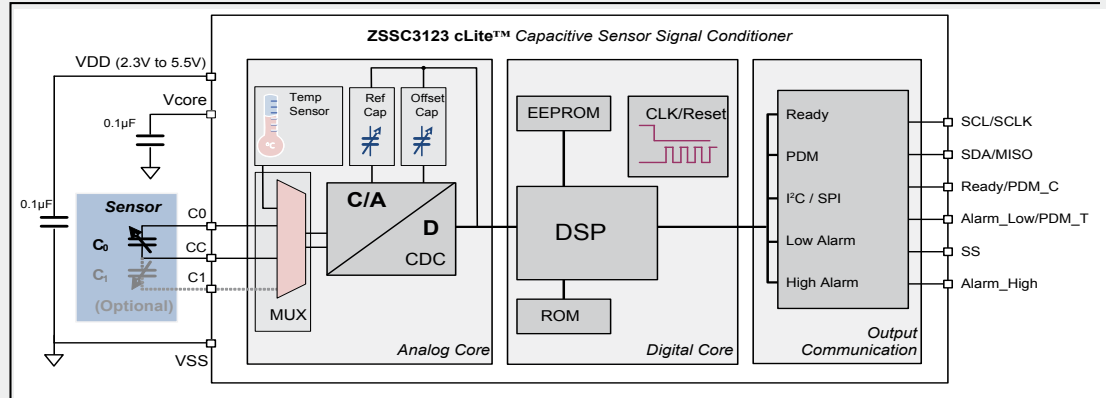 ZSSC3123 cLite™ Capacitive Sensor Signal Conditioner
VDD (2.3V to 5.5V)
Vcore
0.1µF
0.1µF
Sensor
C0
C1
(Optional)
C0
CC
C1
VSS
Temp
Sensor
ºC
Ref
Cap
Offset
Cap
MUX
C/A
D
CDC
Analog Core
EEPROM
CLK/Reset
DSP
ROM
Digital Core
Ready
PDM
I²C / SPI
Low Alarm
High Alarm
Output
Communication
SCL/SCLK
SDA/MISO
Ready/PDM_C
Alarm_Low/PDM_T
SS
Alarm_High